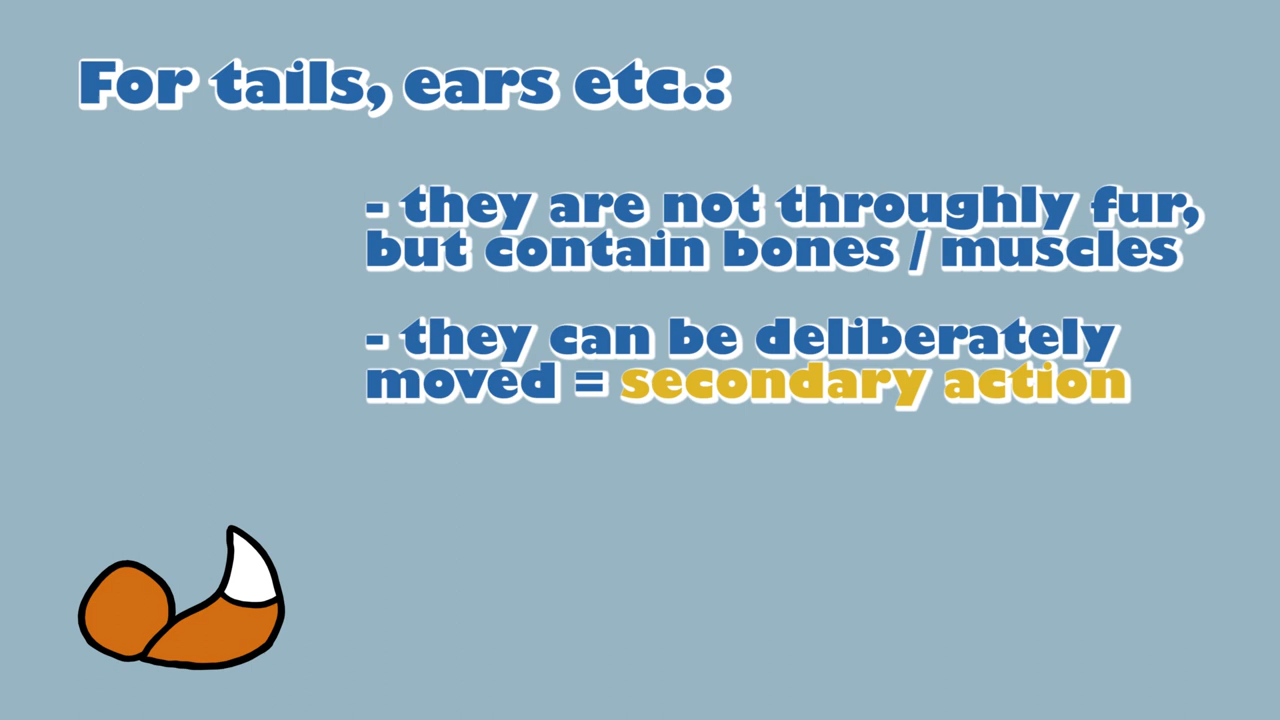 For tails, ears etc.:
- they are not throughly fur,
but contain bones / muscles
- they can be deliberately
moved = secondary action